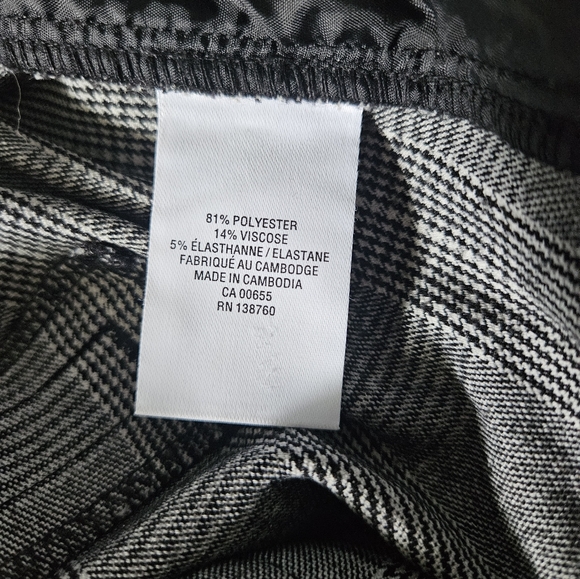 81% POLYESTER
14% VISCOSE
5% ÉLASTHANNE / ELASTANE
FABRIQUÉ AU CAMBODGE
MADE IN CAMBODIA
CA 00655
RN 138760